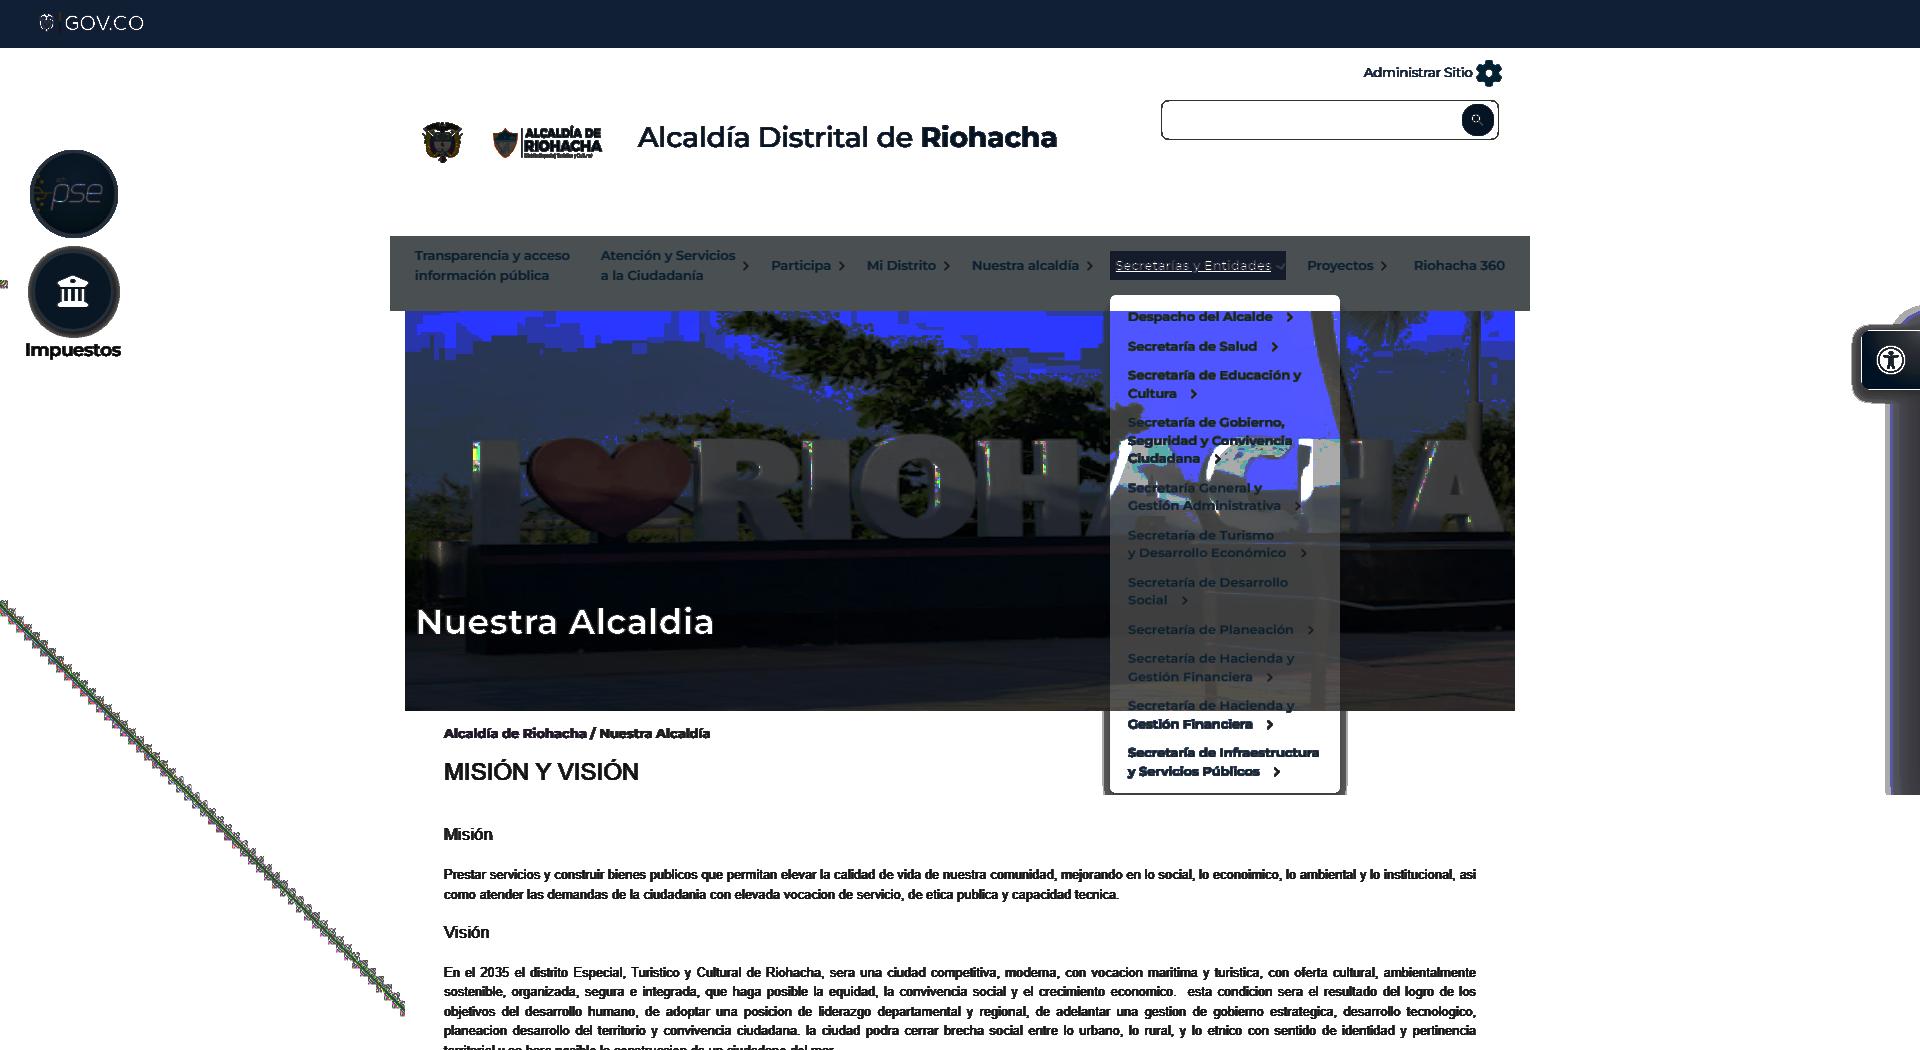 GOV.CO
Administrar Sitio
ALCALDÍA DE
RIOHACHA
Alcaldía Distrital de Riohacha
pse
Impuestos
Transparencia y acceso
información pública
Atención y Servicios
a la Ciudadanía
Participa
Mi Distrito
Nuestra alcaldía
Secretarías y Entidades
Proyectos
Riohacha 360
Despacho del Alcalde
Secretaría de Salud
Secretaría de Educación y
Cultura
Secretaría de Gobierno,
Seguridad y Convivencia
Ciudadana
Secretaría General y
Gestión Administrativa
Secretaría de Turismo
y Desarrollo Económico
Secretaría de Desarrollo
Social
Secretaría de Planeación
Secretaría de Hacienda y
Gestión Financiera
Secretaría de Hacienda y
Gestión Financiera
Secretaría de Infraestructura
y Servicios Públicos
I RIOHACHA
Nuestra Alcaldia
Alcaldía de Riohacha / Nuestra Alcaldía
MISIÓN Y VISIÓN
Misión
Prestar servicios y construir bienes publicos que permitan elevar la calidad de vida de nuestra comunidad, mejorando en lo social, lo econoimico, lo ambiental y lo institucional, asi
como atender las demandas de la ciudadania con elevada vocacion de servicio, de etica publica y capacidad tecnica.
Visión
En el 2035 el distrito Especial, Turistico y Cultural de Riohacha, sera una ciudad competitiva, moderna, con vocacion maritima y turistica, con oferta cultural, ambientalmente
sostenible, organizada, segura e integrada, que haga posible la equidad, la convivencia social y el crecimiento economico. esta condicion sera el resultado del logro de los
objetivos del desarrollo humano, de adoptar una posicion de liderazgo departamental y regional, de adelantar una gestion de gobierno estrategica, desarrollo tecnologico,
planeacion desarrollo del territorio y convivencia ciudadana. la ciudad podra cerrar brecha social entre lo urbano, lo rural, y lo etnico con sentido de identidad y pertinencia